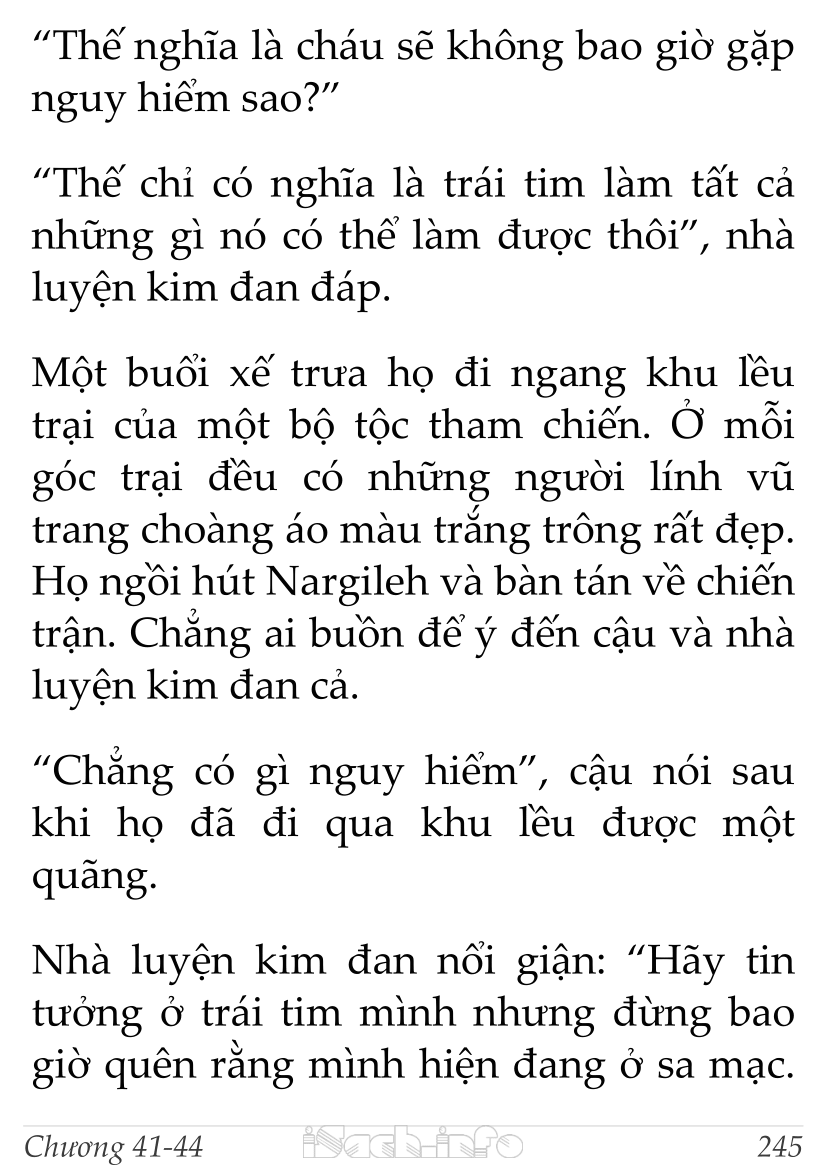 “Thế nghĩa là cháu sẽ không bao giờ gặp
nguy hiểm sao?”
“Thế chỉ có nghĩa là trái tim làm tất cả
những gì nó có thể làm được thôi”, nhà
luyện kim đan đáp.
Một buổi xế trưa họ đi ngang khu lều
trại của một bộ tộc tham chiến. Ở mỗi
góc trại đều có những người lính vũ
trang choàng áo màu trắng trông rất đẹp.
Họ ngồi hút Nargileh và bàn tán về chiến
trận. Chẳng ai buồn để ý đến cậu và nhà
luyện kim đan cả.
“Chẳng có gì nguy hiểm”, cậu nói sau
khi họ đã đi qua khu lều được một
quãng.
Nhà luyện kim đan nổi giận: “Hãy tin
tưởng ở trái tim mình nhưng đừng bao
giờ quên rằng mình hiện đang ở sa mạc.
Chương 41-44 iSach.info 245